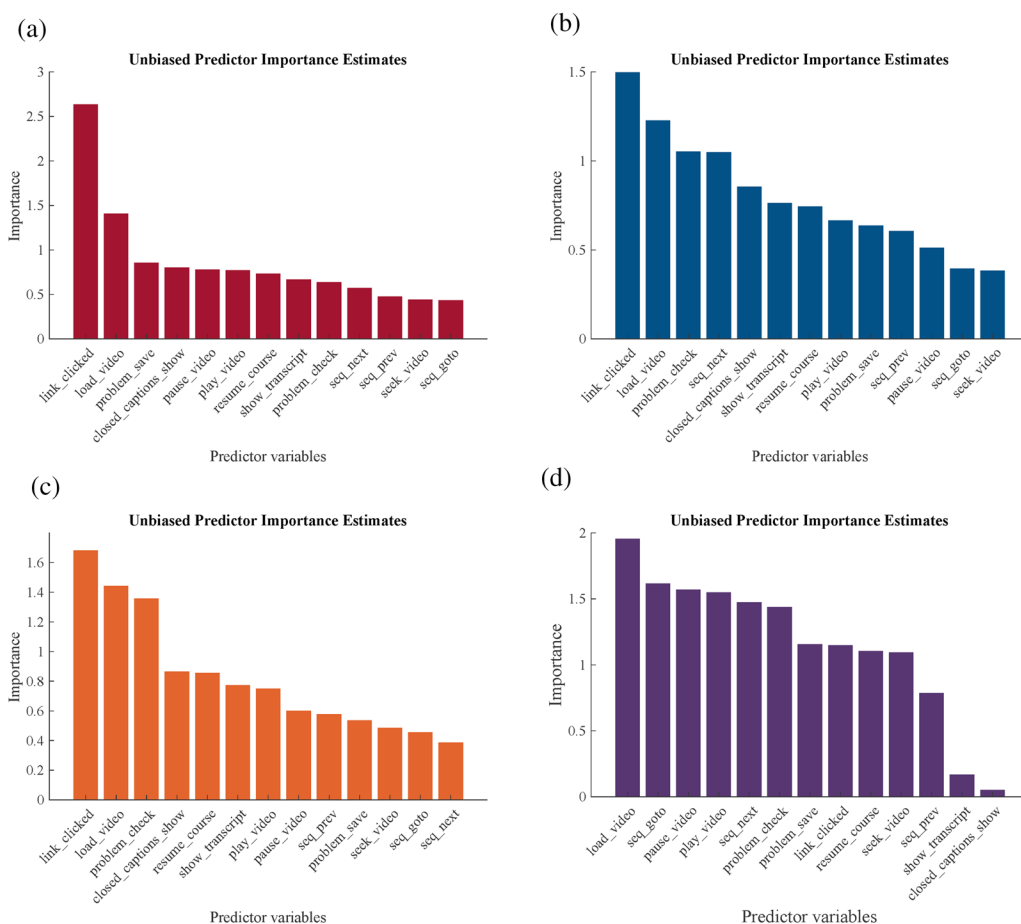 (a)
Unbiased Predictor Importance Estimates
3
2.5
2
1.5
1
0.5
0
Importance
link_clicked
load_video
problem_save
closed_captions_show
pause_video
play_video
resume_course
show_transcript
problem_check
seq_next
seq_prev
seek_video
seq_goto
Predictor variables
(b)
Unbiased Predictor Importance Estimates
1.5
1
0.5
0
Importance
link_clicked
load_video
problem_check
seq_next
closed_captions_show
show_transcript
resume_course
play_video
problem_save
seq_prev
pause_video
seq_goto
seek_video
Predictor variables
(c)
Unbiased Predictor Importance Estimates
1.6
1.4
1.2
1
0.8
0.6
0.4
0.2
0
Importance
link_clicked
load_video
problem_check
closed_captions_show
resume_course
show_transcript
play_video
pause_video
seq_prev
problem_save
seek_video
seq_goto
seq_next
Predictor variables
(d)
Unbiased Predictor Importance Estimates
2
1.5
1
0.5
0
Importance
load_video
seq_goto
pause_video
play_video
seq_next
problem_check
problem_save
link_clicked
resume_course
seek_video
seq_prev
show_transcript
closed_captions_show
Predictor variables